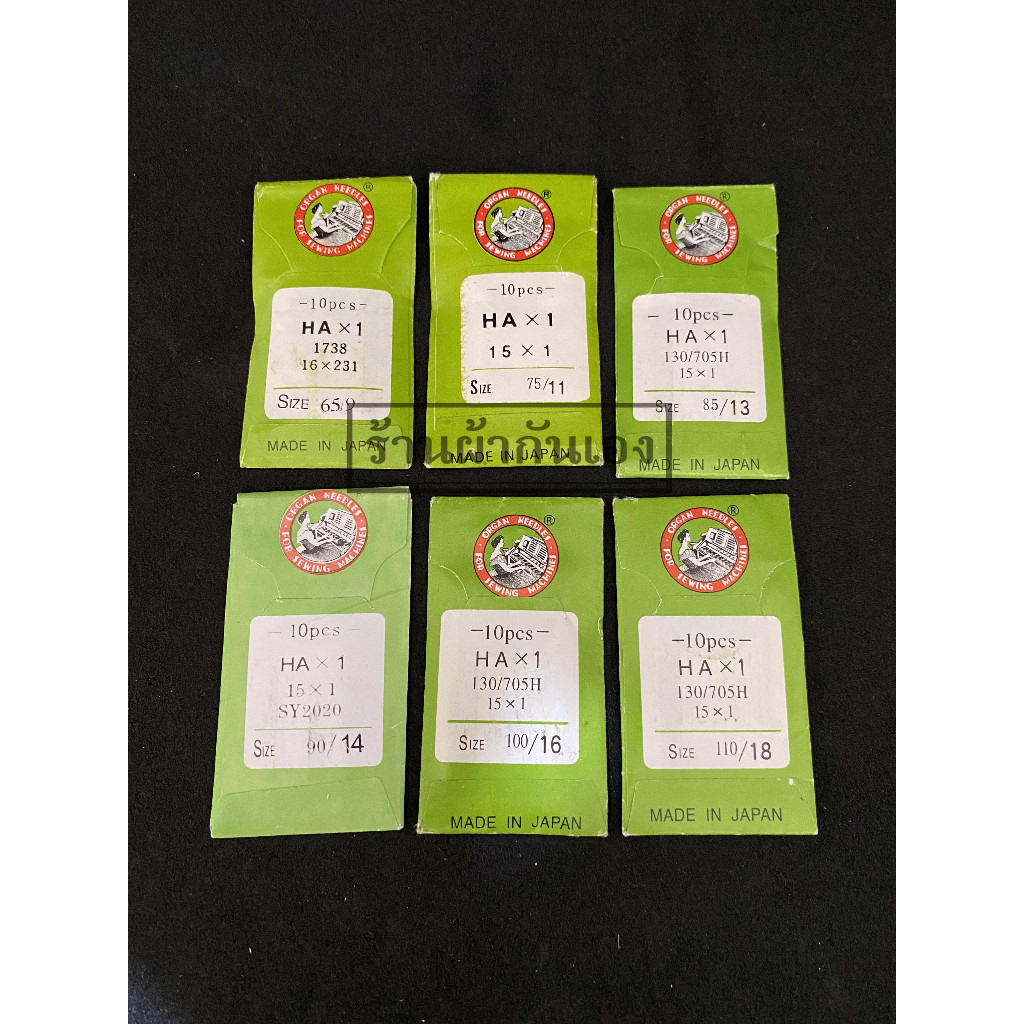 ORGAN NEEDLES ®
FOR SEWING MACHINES
-10pcs-
HA×1
1738
16×231
SIZE 65/9
MADE IN JAPAN
ORGAN NEEDLES ®
FOR SEWING MACHINES
-10pcs-
HA×1
15×1
SIZE 75/11
MADE IN JAPAN
ORGAN NEEDLES ®
FOR SEWING MACHINES
- 10pcs-
HA×1
130/705H
15×1
SIZE 85/13
MADE IN JAPAN
ร้านผ้ากันเอง
ORGAN NEEDLES
FOR SEWING MACHINES
- 10pcs -
HA×1
15×1
SY2020
SIZE 90/14
ORGAN NEEDLES ®
FOR SEWING MACHINES
-10pcs-
HA×1
130/705H
15×1
SIZE 100/16
MADE IN JAPAN
ORGAN NEEDLES ®
FOR SEWING MACHINES
-10pcs-
HA×1
130/705H
15×1
SIZE 110/18
MADE IN JAPAN